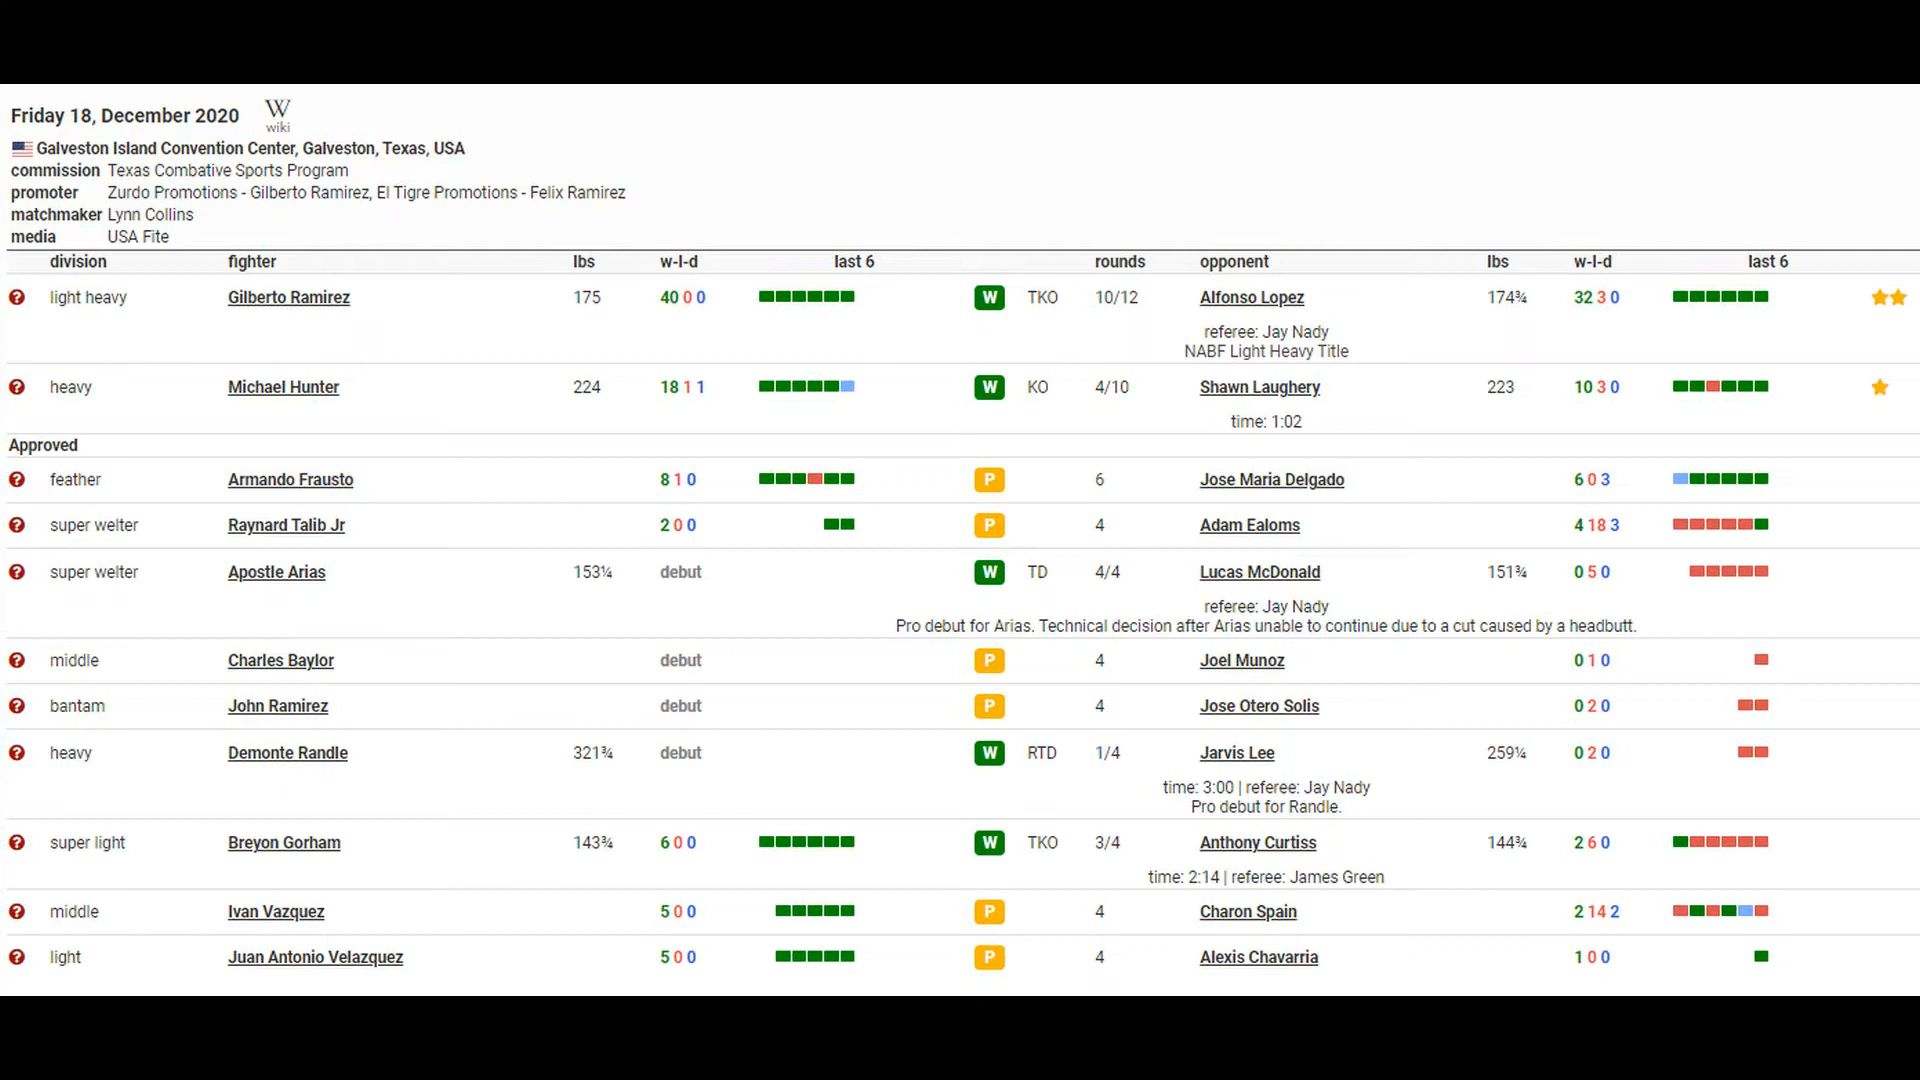 Friday 18, December 2020 W wiki
Galveston Island Convention Center, Galveston, Texas, USA
commission Texas Combative Sports Program
promoter Zurdo Promotions - Gilberto Ramirez, El Tigre Promotions - Felix Ramirez
matchmaker Lynn Collins
media USA Fite
division fighter lbs w-l-d last 6 rounds opponent lbs w-l-d last 6
? light heavy Gilberto Ramirez 175 40 0 0 W TKO 10/12 Alfonso Lopez 174¾ 32 3 0
referee: Jay Nady
NABF Light Heavy Title
? heavy Michael Hunter 224 18 1 1 W KO 4/10 Shawn Laughery 223 10 3 0
time: 1:02
Approved
? feather Armando Frausto 8 1 0 P 6 Jose Maria Delgado 6 0 3
? super welter Raynard Talib Jr 2 0 0 P 4 Adam Ealoms 4 18 3
? super welter Apostle Arias 153¼ debut W TD 4/4 Lucas McDonald 151¾ 0 5 0
referee: Jay Nady
Pro debut for Arias. Technical decision after Arias unable to continue due to a cut caused by a headbutt.
? middle Charles Baylor debut P 4 Joel Munoz 0 1 0
? bantam John Ramirez debut P 4 Jose Otero Solis 0 2 0
? heavy Demonte Randle 321¾ debut W RTD 1/4 Jarvis Lee 259¼ 0 2 0
time: 3:00 | referee: Jay Nady
Pro debut for Randle.
? super light Breyon Gorham 143¾ 6 0 0 W TKO 3/4 Anthony Curtiss 144¾ 2 6 0
time: 2:14 | referee: James Green
? middle Ivan Vazquez 5 0 0 P 4 Charon Spain 2 14 2
? light Juan Antonio Velazquez 5 0 0 P 4 Alexis Chavarria 1 0 0